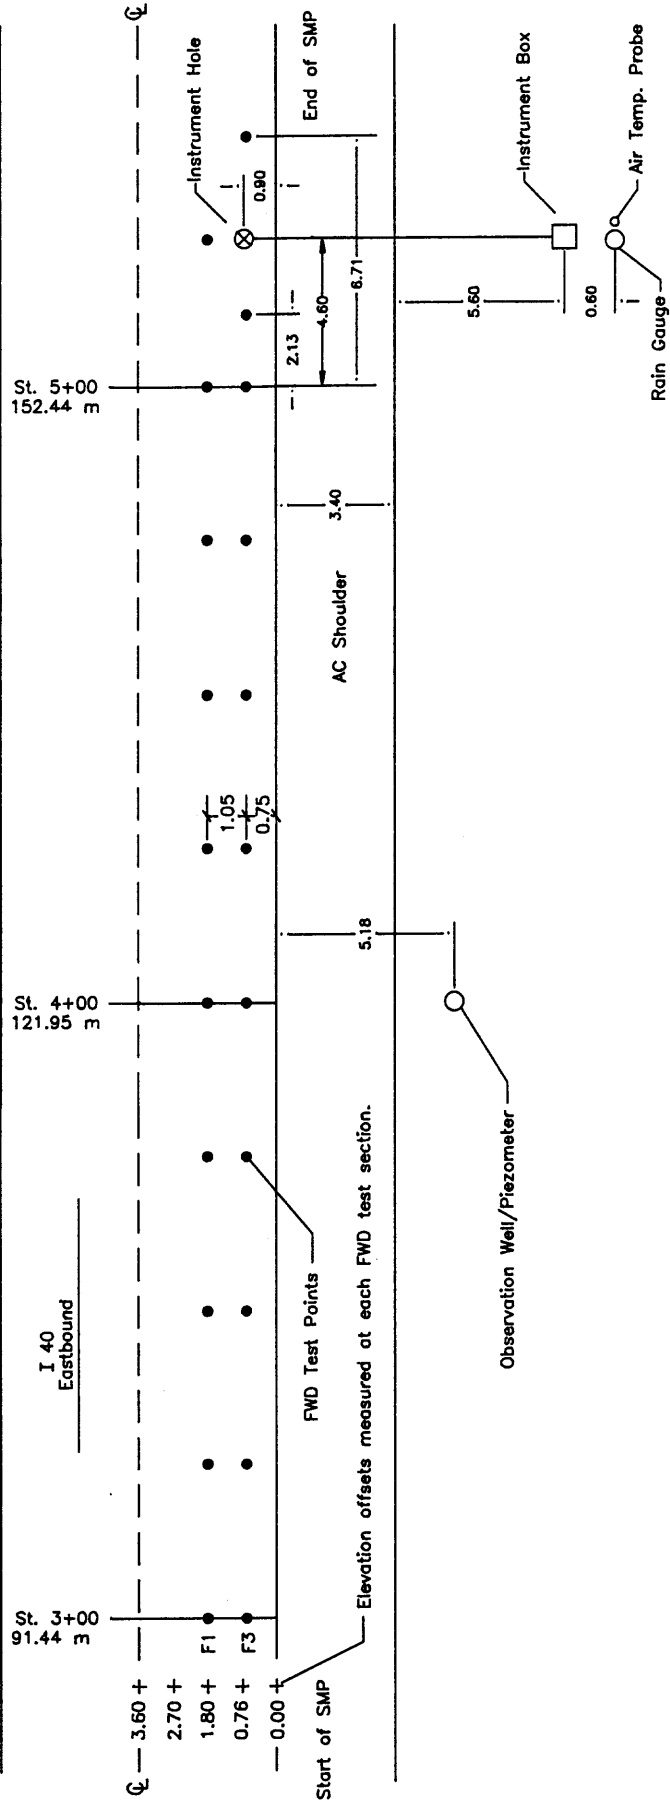 St. 3+00
91.44 m
St. 4+00
121.95 m
St. 5+00
152.44 m
I 40
Eastbound
℄
3.60
2.70
1.80
0.76
0.00
F1
F3
Start of SMP
Elevation offsets measured at each FWD test section.
FWD Test Points
Observation Well/Piezometer
5.18
1.05
0.75
AC Shoulder
3.40
2.13
4.60
6.71
0.90
Instrument Hole
℄
End of SMP
5.60
0.60
Instrument Box
Air Temp. Probe
Rain Gauge